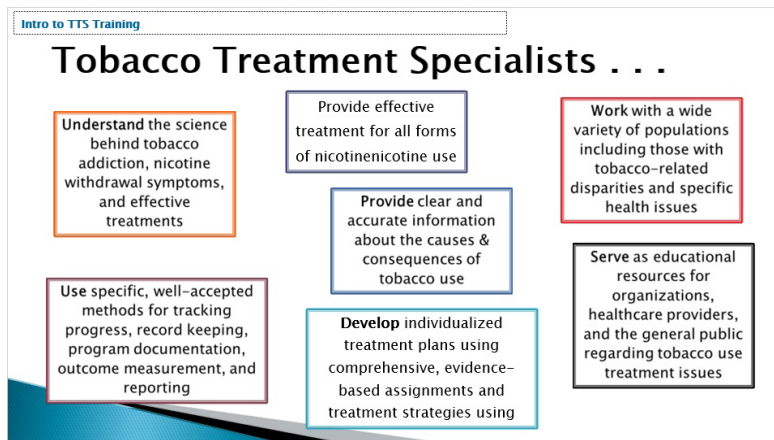 Intro to TTS Training
Tobacco Treatment Specialists . . .
Understand the science
behind tobacco
addiction, nicotine
withdrawal symptoms,
and effective
treatments
Provide effective
treatment for all forms
of nicotinenicotine use
Work with a wide
variety of populations
including those with
tobacco-related
disparities and specific
health issues
Provide clear and
accurate information
about the causes &
consequences of
tobacco use
Use specific, well-accepted
methods for tracking
progress, record keeping,
program documentation,
outcome measurement, and
reporting
Develop individualized
treatment plans using
comprehensive, evidence-
based assignments and
treatment strategies using
Serve as educational
resources for
organizations,
healthcare providers,
and the general public
regarding tobacco use
treatment issues